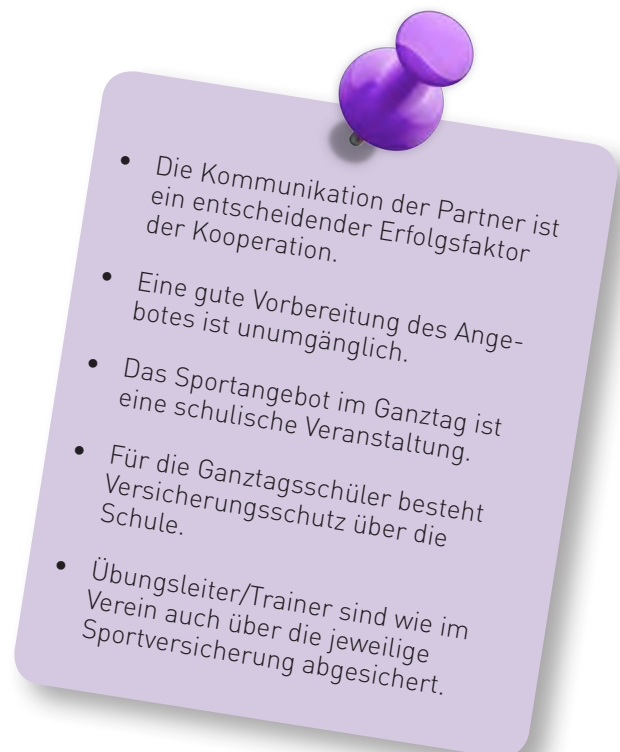 • Die Kommunikation der Partner ist
ein entscheidender Erfolgsfaktor
der Kooperation.
• Eine gute Vorbereitung des Ange-
botes ist unumgänglich.
• Das Sportangebot im Ganztag ist
eine schulische Veranstaltung.
• Für die Ganztagsschüler besteht
Versicherungsschutz über die
Schule.
• Übungsleiter/Trainer sind wie im
Verein auch über die jeweilige
Sportversicherung abgesichert.